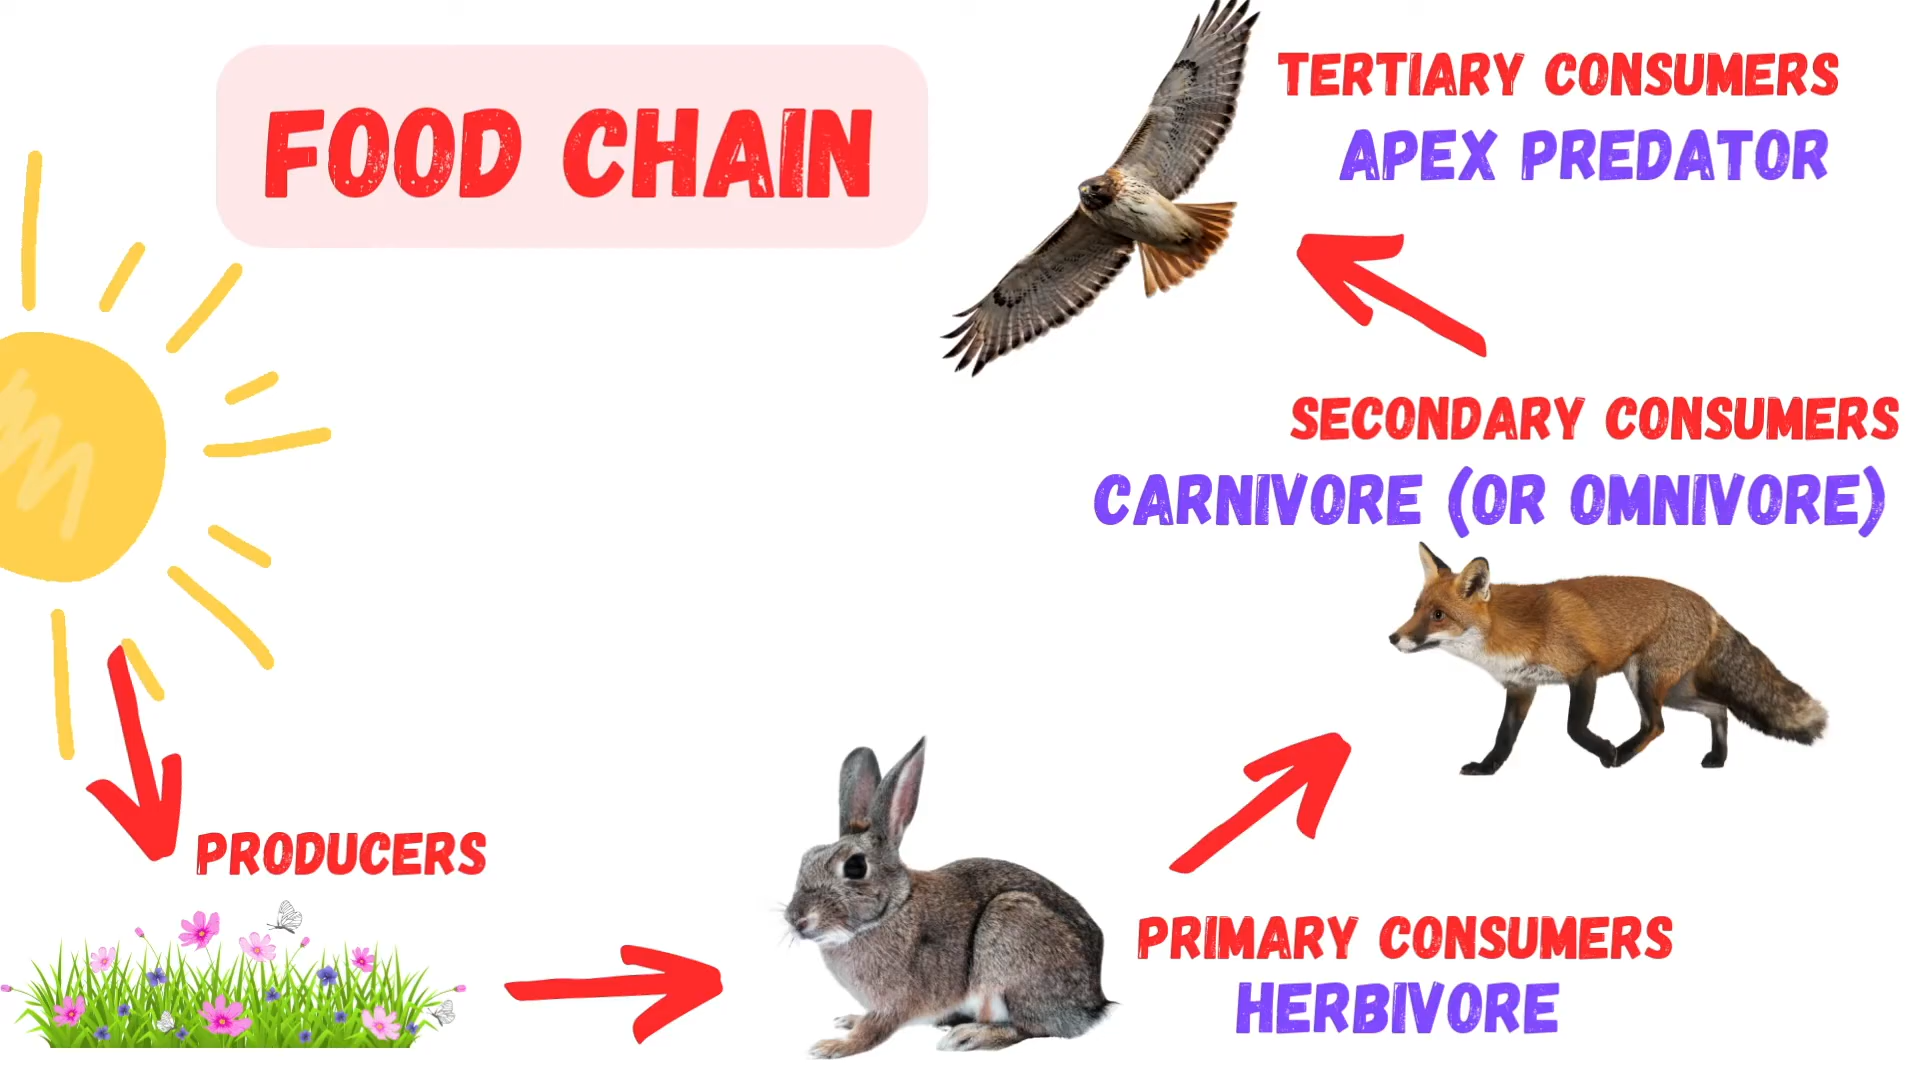 FOOD CHAIN
TERTIARY CONSUMERS
APEX PREDATOR
SECONDARY CONSUMERS
CARNIVORE (OR OMNIVORE)
PRODUCERS
PRIMARY CONSUMERS
HERBIVORE